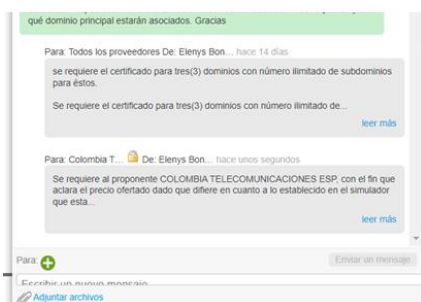 qué dominio principal estarán asociados. Gracias
Para: Todos los proveedores De: Elenys Bon... hace 14 días
se requiere el certificado para tres(3) dominios con número ilimitado de subdominios
para éstos.
Se requiere el certificado para tres(3) dominios con número ilimitado de...
leer más
Para: Colombia T... De: Elenys Bon... hace unos segundos
Se requiere al proponente COLOMBIA TELECOMUNICACIONES ESP, con el fin que
aclara el precio ofertado dado que difiere en cuanto a lo establecido en el simulador
que esta...
leer más
Para:
Enviar un mensaje
Escribir un nuevo mensaje
Adjuntar archivos